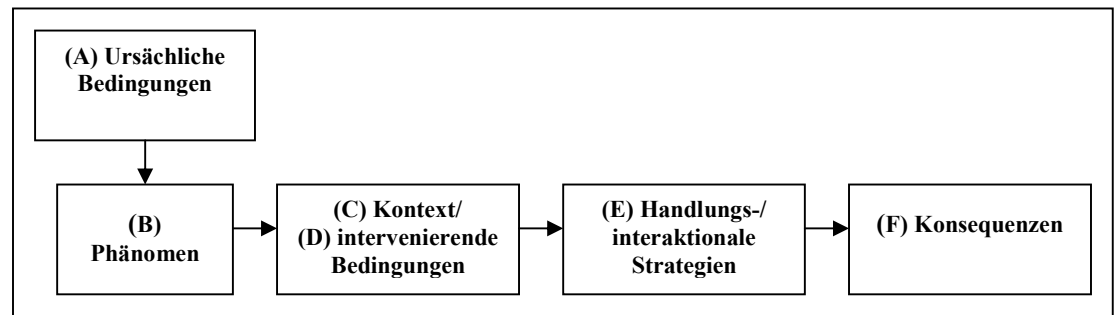 (A) Ursächliche
Bedingungen
(B)
Phänomen
(C) Kontext/
(D) intervenierende
Bedingungen
(E) Handlungs-/
interaktionale
Strategien
(F) Konsequenzen